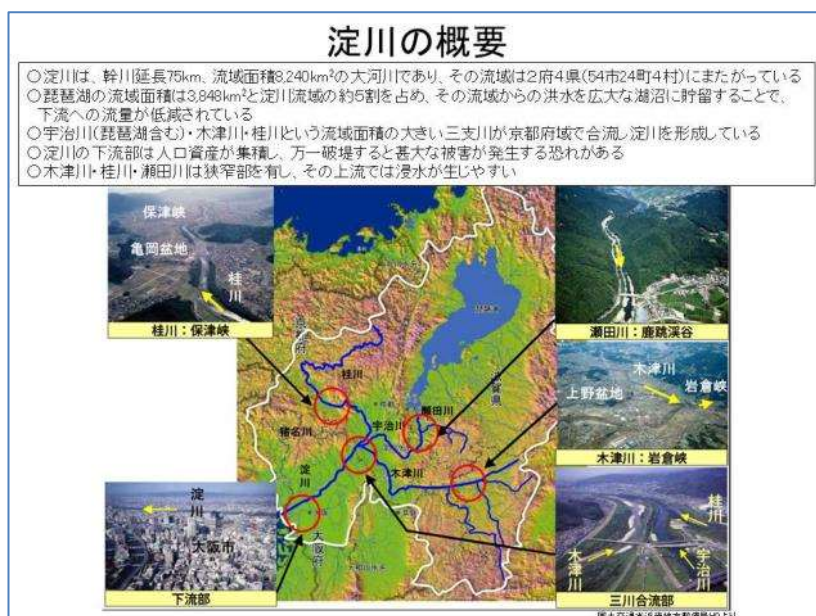 淀川の概要
○淀川は、幹川延長75km、流域面積8,240km²の大河川であり、その流域は2府4県(54市24町4村)にまたがっている
○琵琶湖の流域面積は3,848km²と淀川流域の約5割を占め、その流域からの洪水を広大な湖沼に貯留することで、
下流への流量が低減されている
○宇治川(琵琶湖含む)・木津川・桂川という流域面積の大きい三支川が京都府域で合流し淀川を形成している
○淀川の下流部は人口資産が集積し、万一破堤すると甚大な被害が発生する恐れがある
○木津川・桂川・瀬田川は狭窄部を有し、その上流では浸水が生じやすい
保津峡
亀岡盆地
桂川
桂川:保津峡
瀬田川:鹿跳渓谷
木津川
岩倉峡
上野盆地
木津川:岩倉峡
京都府
琵琶湖
滋賀県
桂川
瀬田川
宇治川
猪名川
淀川
木津川
大阪府
淀川
大阪市
下流部
桂川
木津川
宇治川
三川合流部